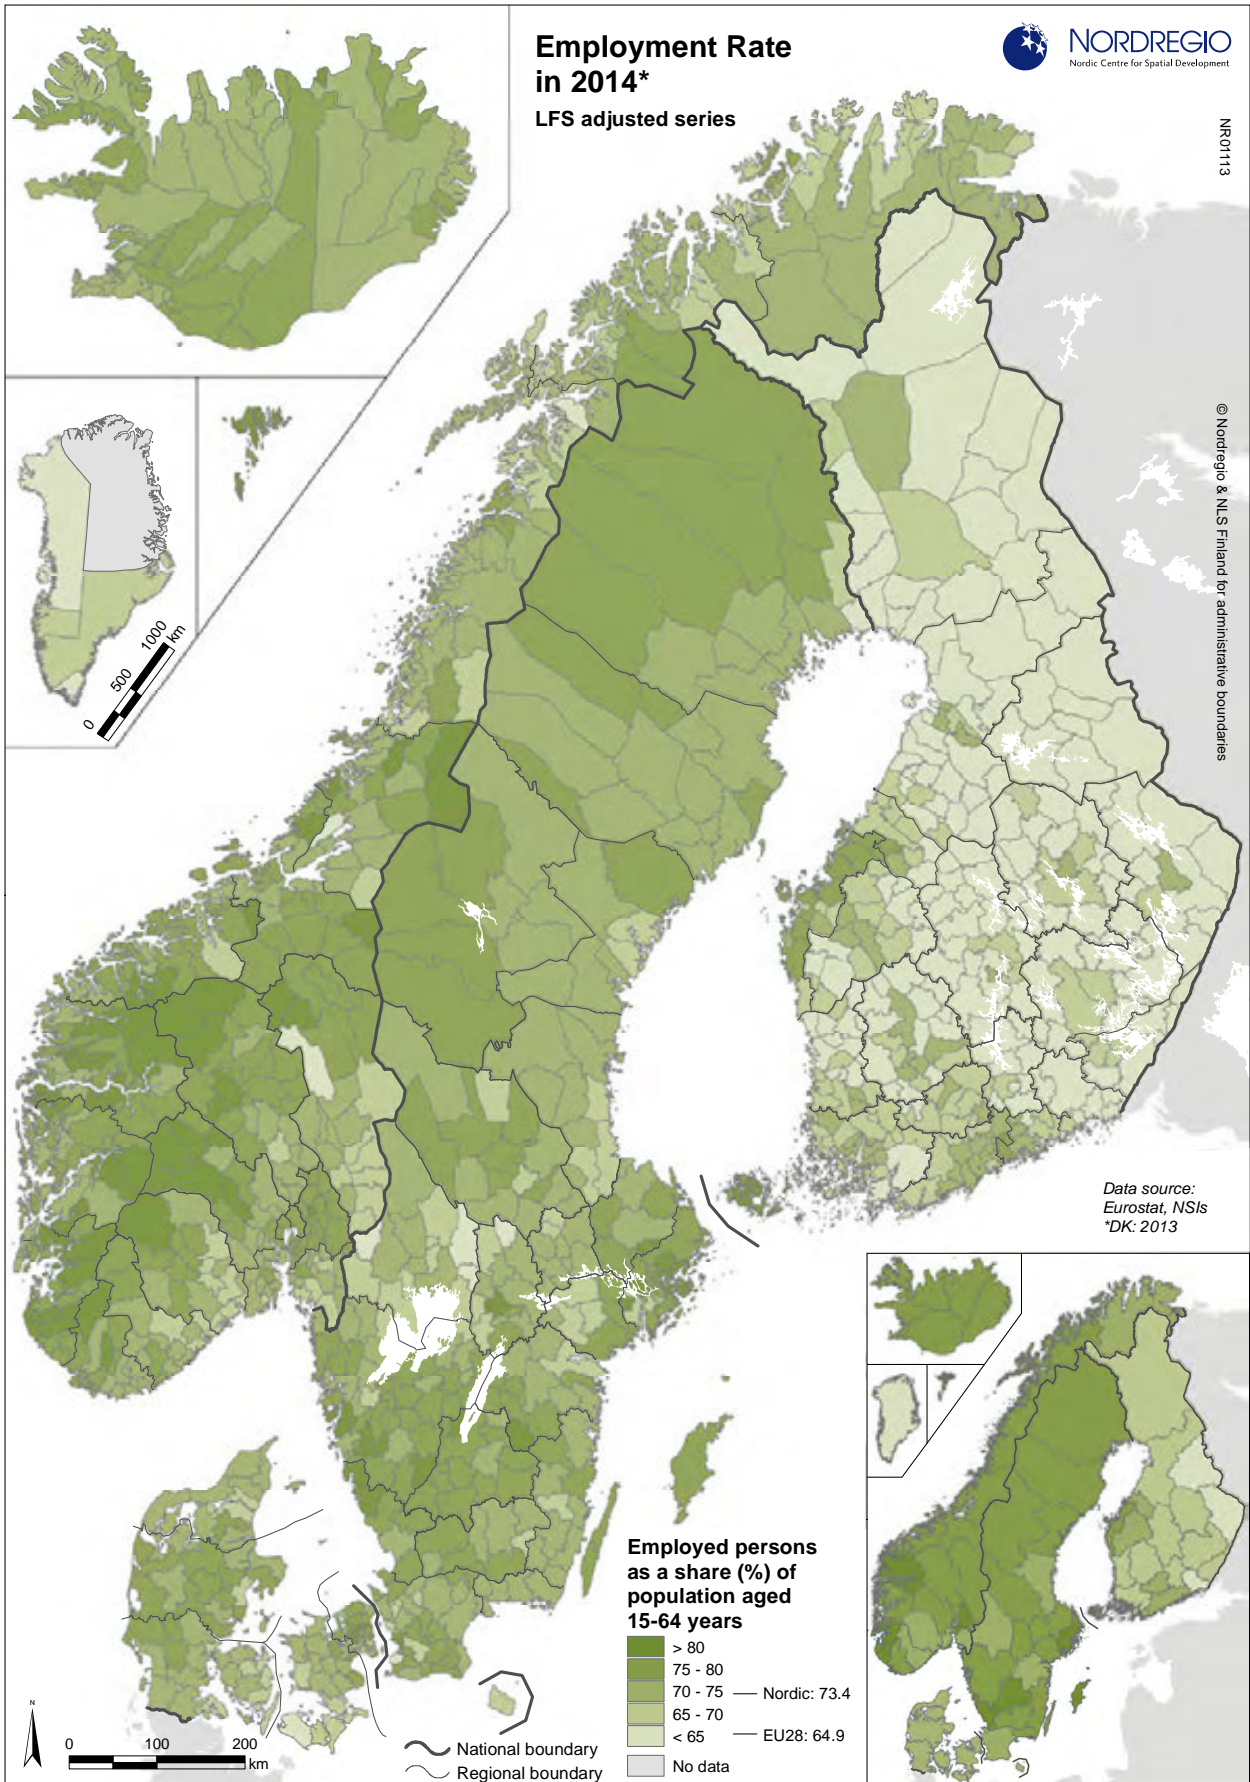 Employment Rate
in 2014*
LFS adjusted series
NORDREGIO
Nordic Centre for Spatial Development
NR01113
© Nordregio & NLS Finland for administrative boundaries
0 500 1000
km
Data source:
Eurostat, NSIs
*DK: 2013
Employed persons
as a share (%) of
population aged
15-64 years
> 80
75 - 80
70 - 75 Nordic: 73.4
65 - 70
< 65 EU28: 64.9
No data
N
0 100 200
km
National boundary
Regional boundary